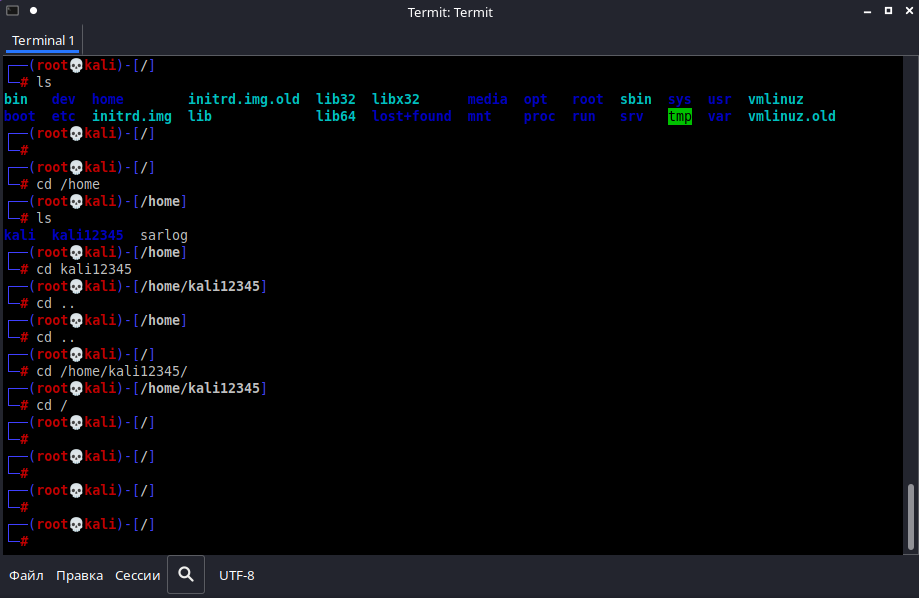 Termit: Termit
Terminal 1
┌──(root💀kali)-[/]
└─# ls
bin dev home initrd.img.old lib32 libx32 media opt root sbin sys usr vmlinuz
boot etc initrd.img lib lib64 lost+found mnt proc run srv tmp var vmlinuz.old
┌──(root💀kali)-[/]
└─#
┌──(root💀kali)-[/]
└─# cd /home
┌──(root💀kali)-[/home]
└─# ls
kali kali12345 sarlog
┌──(root💀kali)-[/home]
└─# cd kali12345
┌──(root💀kali)-[/home/kali12345]
└─# cd ..
┌──(root💀kali)-[/home]
└─# cd ..
┌──(root💀kali)-[/]
└─# cd /home/kali12345/
┌──(root💀kali)-[/home/kali12345]
└─# cd /
┌──(root💀kali)-[/]
└─#
┌──(root💀kali)-[/]
└─#
┌──(root💀kali)-[/]
└─#
┌──(root💀kali)-[/]
└─#
Файл Правка Сессии UTF-8